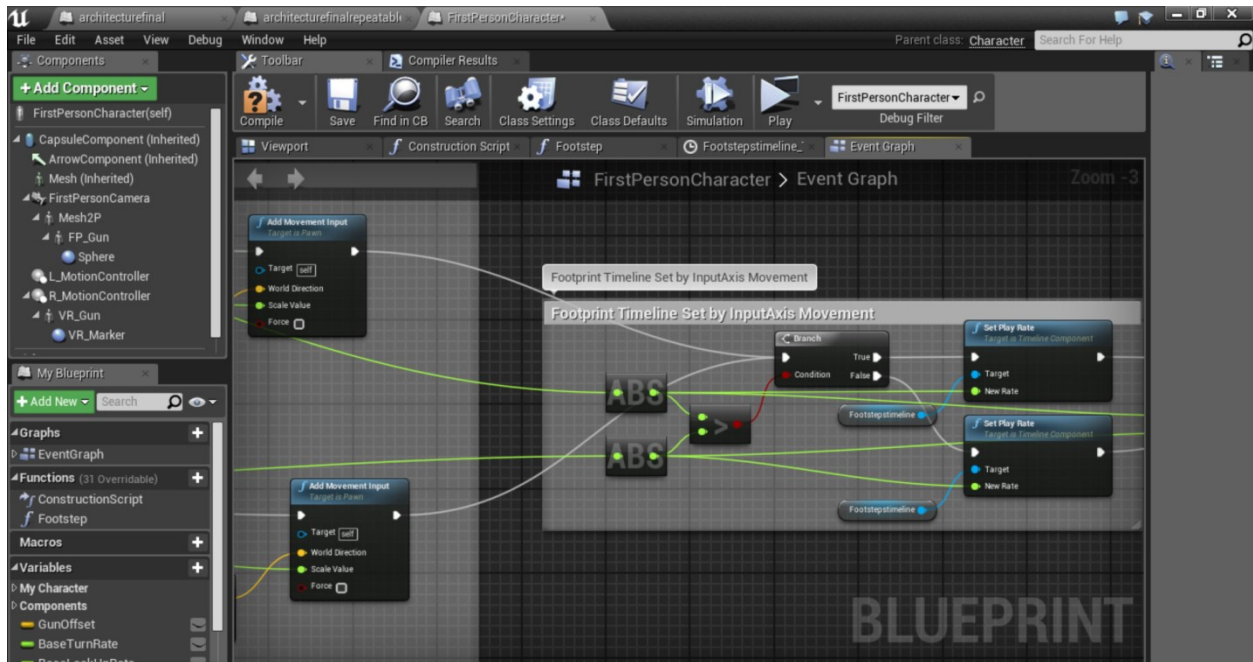 architecturefinal
architecturefinalrepeatable
FirstPersonCharacter*
File Edit Asset View Debug Window Help
Parent class: Character
Search For Help
Components
Toolbar
Compiler Results
+Add Component
FirstPersonCharacter(self)
CapsuleComponent (Inherited)
ArrowComponent (Inherited)
Mesh (Inherited)
FirstPersonCamera
Mesh2P
FP_Gun
Sphere
L_MotionController
R_MotionController
VR_Gun
VR_Marker
Compile
Save
Find in CB
Search
Class Settings
Class Defaults
Simulation
Play
FirstPersonCharacter
Debug Filter
Viewport
f Construction Script
f Footstep
Footstepstimeline_
Event Graph
FirstPersonCharacter > Event Graph
Zoom -3
My Blueprint
+Add New
Search
Graphs
EventGraph
Functions (31 Overridable)
ConstructionScript
f Footstep
Macros
Variables
My Character
Components
GunOffset
BaseTurnRate
BaseLookUpRate
f Add Movement Input
Target is Pawn
Target self
World Direction
Scale Value
Force
Footprint Timeline Set by InputAxis Movement
Footprint Timeline Set by InputAxis Movement
Branch
True
Condition
False
ABS
>
ABS
Footstepstimeline
f Set Play Rate
Target is Timeline Component
Target
New Rate
f Set Play Rate
Target is Timeline Component
Target
New Rate
Footstepstimeline
f Add Movement Input
Target is Pawn
Target self
World Direction
Scale Value
Force
BLUEPRINT